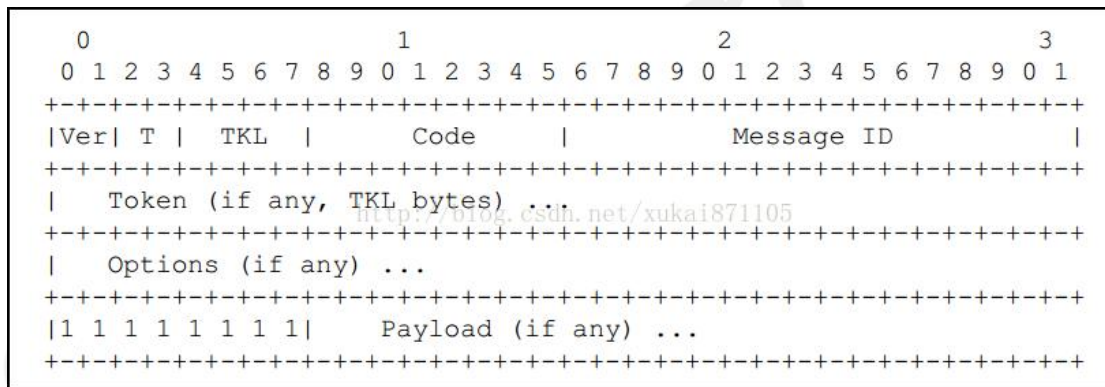 0 1 2 3
0 1 2 3 4 5 6 7 8 9 0 1 2 3 4 5 6 7 8 9 0 1 2 3 4 5 6 7 8 9 0 1
+-+-+-+-+-+-+-+-+-+-+-+-+-+-+-+-+-+-+-+-+-+-+-+-+-+-+-+-+-+-+-+-+
|Ver| T | TKL | Code | Message ID |
+-+-+-+-+-+-+-+-+-+-+-+-+-+-+-+-+-+-+-+-+-+-+-+-+-+-+-+-+-+-+-+-+
| Token (if any, TKL bytes) ...
http://blog.csdn.net/xukai871105
+-+-+-+-+-+-+-+-+-+-+-+-+-+-+-+-+-+-+-+-+-+-+-+-+-+-+-+-+-+-+-+-+
| Options (if any) ...
+-+-+-+-+-+-+-+-+-+-+-+-+-+-+-+-+-+-+-+-+-+-+-+-+-+-+-+-+-+-+-+-+
|1 1 1 1 1 1 1 1| Payload (if any) ...
+-+-+-+-+-+-+-+-+-+-+-+-+-+-+-+-+-+-+-+-+-+-+-+-+-+-+-+-+-+-+-+-+